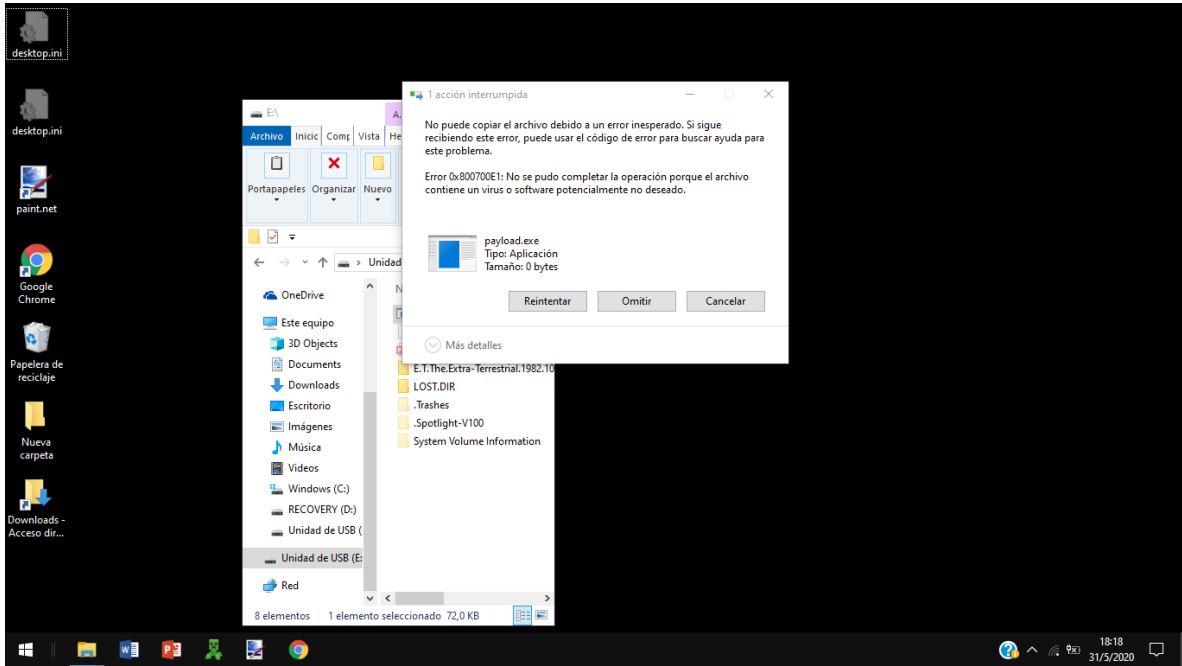 desktop.ini
desktop.ini
paint.net
Google
Chrome
Papelera de
reciclaje
Nueva
carpeta
Downloads -
Acceso dir...
E:\
A.
Archivo Inicic Comp Vista He
Portapapeles Organizar Nuevo
Unidad
OneDrive
Este equipo
3D Objects
Documents
Downloads
Escritorio
Imágenes
Música
Videos
Windows (C:)
RECOVERY (D:)
Unidad de USB (
Unidad de USB (E:
Red
N
E.T.The.Extra-Terrestrial.1982.10
LOST.DIR
.Trashes
.Spotlight-V100
System Volume Information
8 elementos 1 elemento seleccionado 72,0 KB
1 acción interrumpida
No puede copiar el archivo debido a un error inesperado. Si sigue
recibiendo este error, puede usar el código de error para buscar ayuda para
este problema.
Error 0x800700E1: No se pudo completar la operación porque el archivo
contiene un virus o software potencialmente no deseado.
payload.exe
Tipo: Aplicación
Tamaño: 0 bytes
Reintentar Omitir Cancelar
Más detalles
18:18
31/5/2020